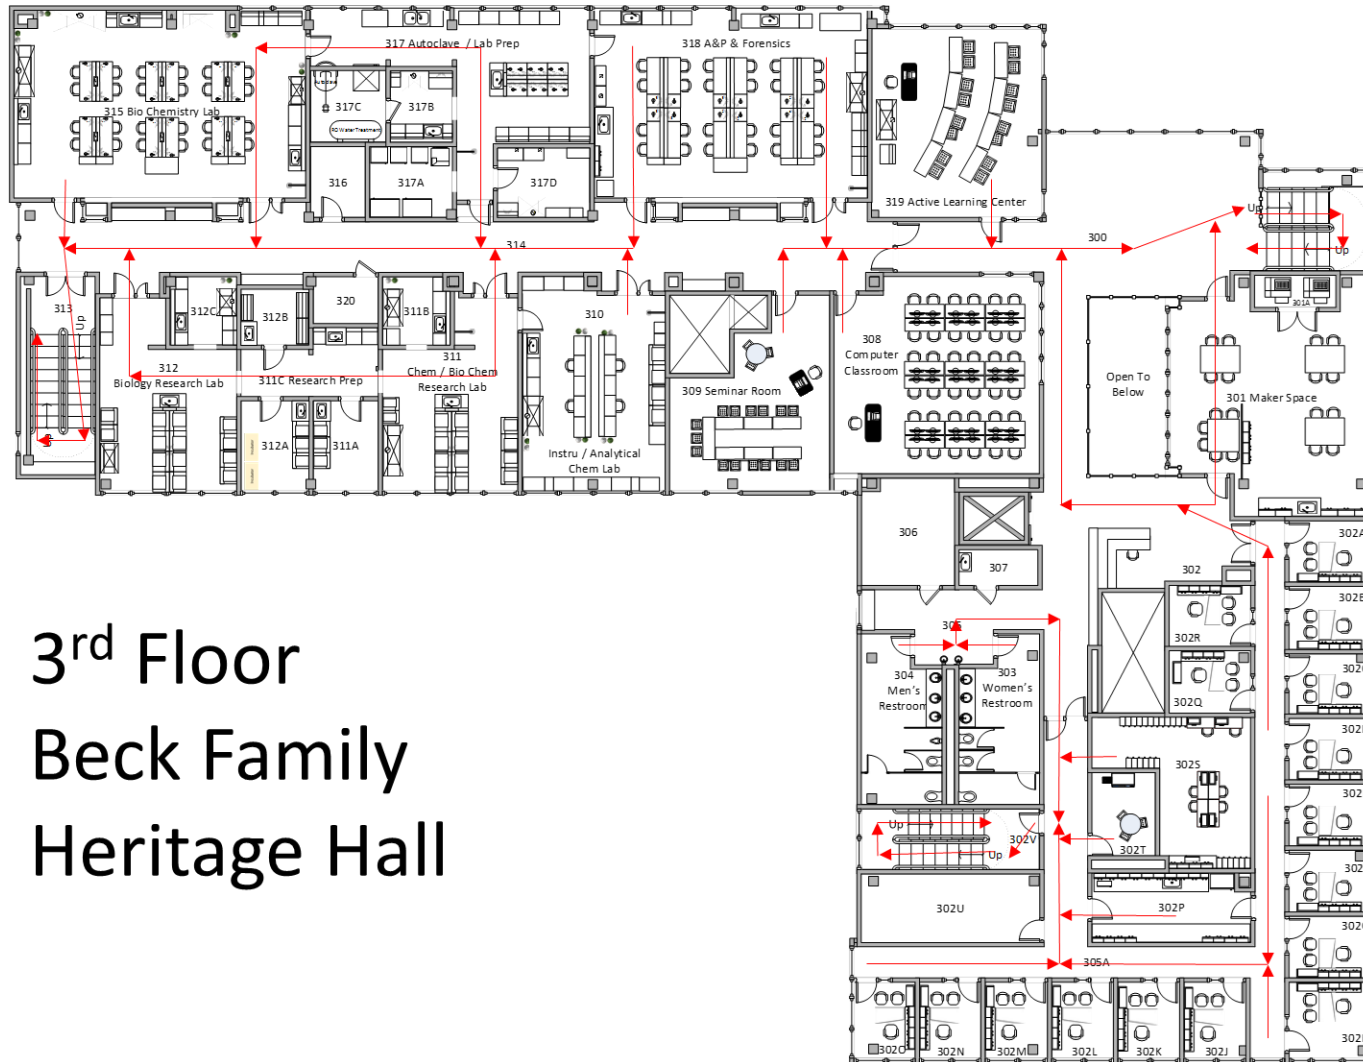 317 Autoclave / Lab Prep
318 A&P & Forensics
315 Bio Chemistry Lab
317C
317B
RO Water Treatment
316
317A
317D
319 Active Learning Center
Up
Up
314
300
313
Up
312C
312B
320
311B
310
301A
312
Biology Research Lab
311C Research Prep
311
Chem / Bio Chem
Research Lab
308
Computer
Classroom
309 Seminar Room
Open To
Below
301 Maker Space
312A
311A
Instru / Analytical
Chem Lab
306
307
302
302A
302B
302R
302Q
304
Men's
Restroom
303
Women's
Restroom
302S
302T
Up
Up
302V
302U
302P
305A
302O
302N
302M
302L
302K
302J
3rd Floor
Beck Family
Heritage Hall